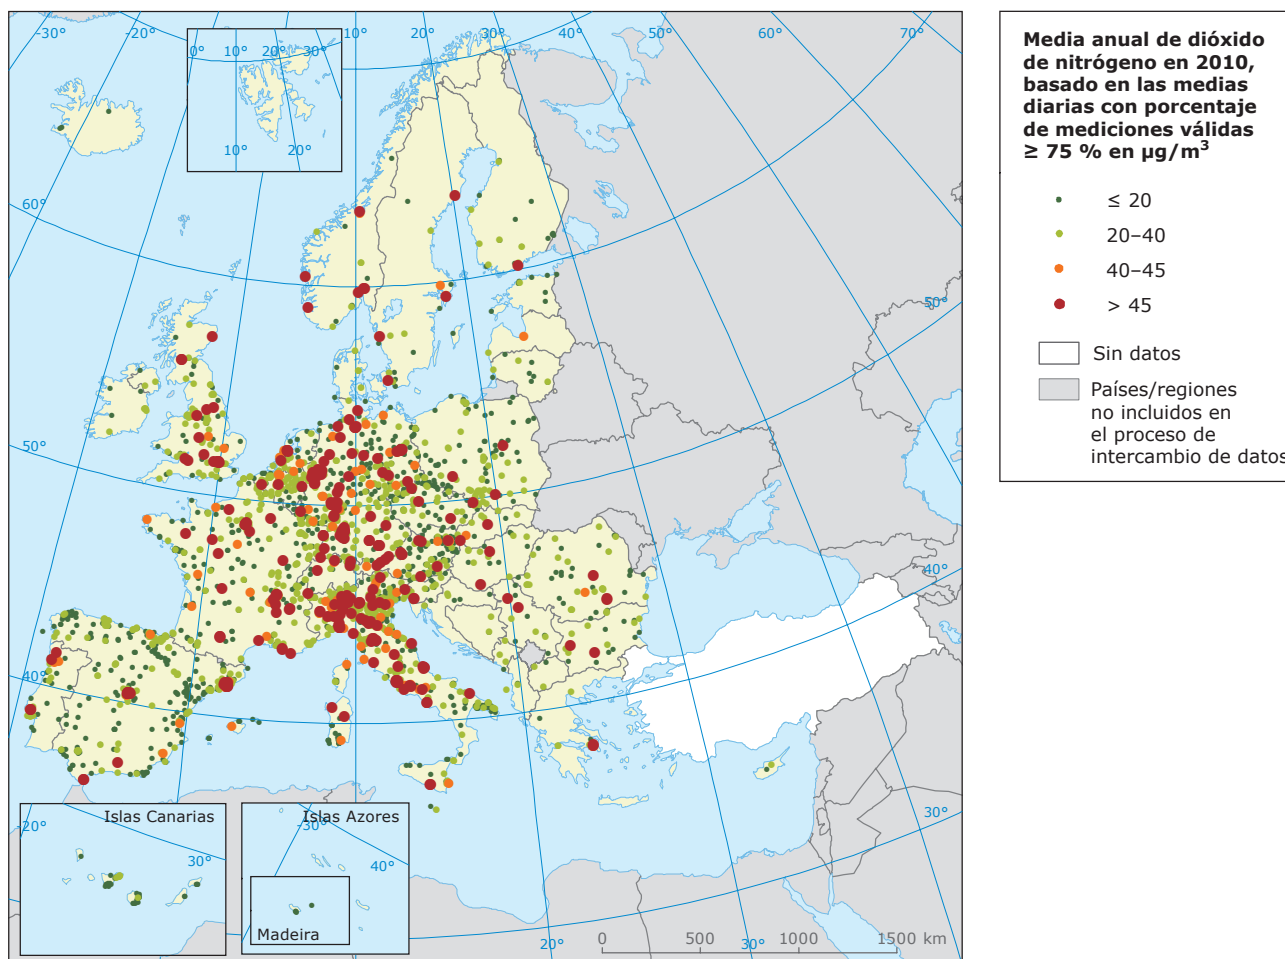 -30°
-20°
-10°
0°
10°
20°
30°
40°
50°
60°
70°
0°
10°
20°
30°
10°
20°
60°
50°
40°
50°
40°
30°
20°
30°
Islas Canarias
-20°
30°
Islas Azores
-30°
40°
Madeira
0
500
1000
1500 km
Media anual de dióxido
de nitrógeno en 2010,
basado en las medias
diarias con porcentaje
de mediciones válidas
≥ 75 % en µg/m³
≤ 20
20–40
40–45
> 45
Sin datos
Países/regiones
no incluidos en
el proceso de
intercambio de datos